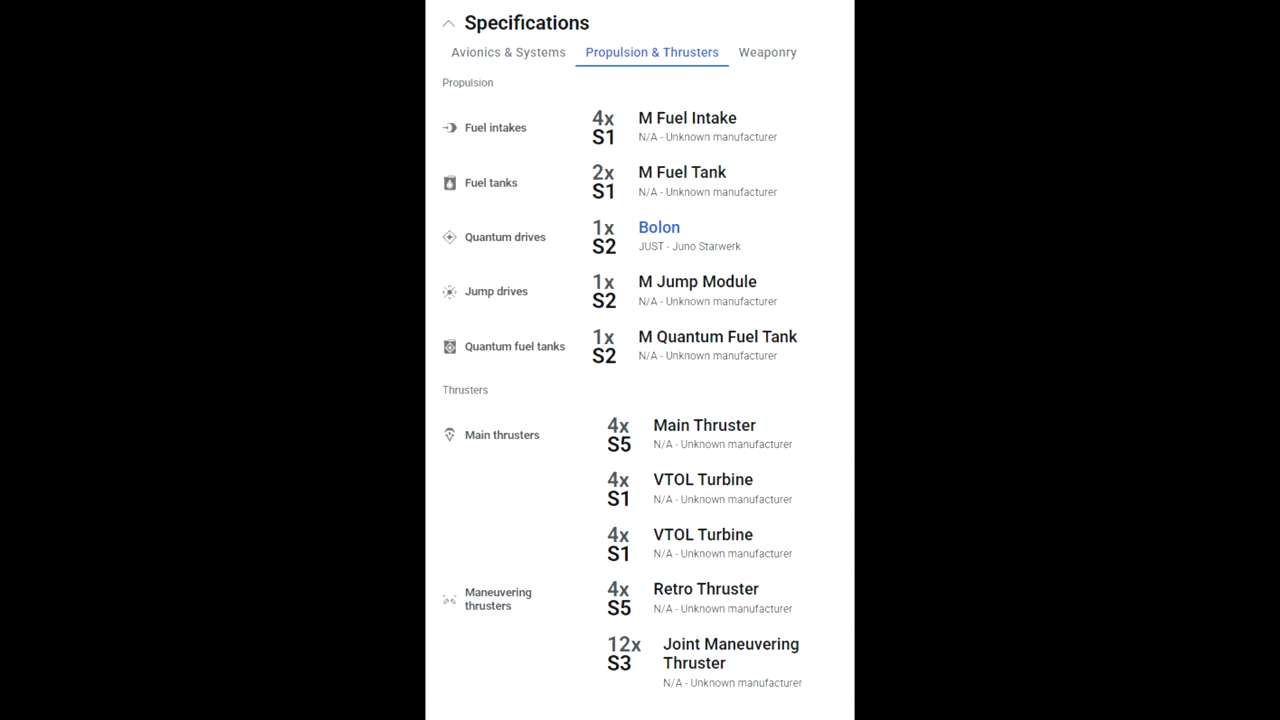 Specifications
Avionics & Systems Propulsion & Thrusters Weaponry
Propulsion
Fuel intakes
4x
S1
M Fuel Intake
N/A - Unknown manufacturer
Fuel tanks
2x
S1
M Fuel Tank
N/A - Unknown manufacturer
Quantum drives
1x
S2
Bolon
JUST - Juno Starwerk
Jump drives
1x
S2
M Jump Module
N/A - Unknown manufacturer
Quantum fuel tanks
1x
S2
M Quantum Fuel Tank
N/A - Unknown manufacturer
Thrusters
Main thrusters
4x
S5
Main Thruster
N/A - Unknown manufacturer
4x
S1
VTOL Turbine
N/A - Unknown manufacturer
4x
S1
VTOL Turbine
N/A - Unknown manufacturer
Maneuvering
thrusters
4x
S5
Retro Thruster
N/A - Unknown manufacturer
12x
S3
Joint Maneuvering
Thruster
N/A - Unknown manufacturer